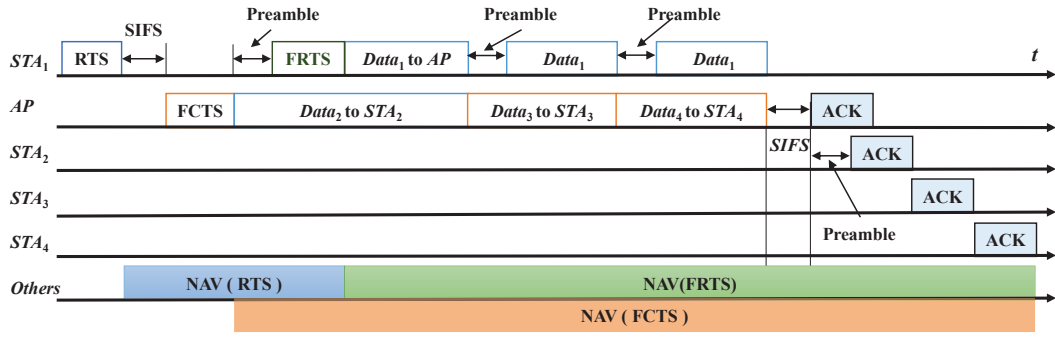 SIFS Preamble Preamble Preamble
STA1 RTS FRTS Data1 to AP Data1 Data1 t
AP FCTS Data2 to STA2 Data3 to STA3 Data4 to STA4 ACK
STA2 SIFS ACK
STA3 ACK
Preamble
STA4 ACK
Others NAV ( RTS ) NAV(FRTS)
NAV ( FCTS )